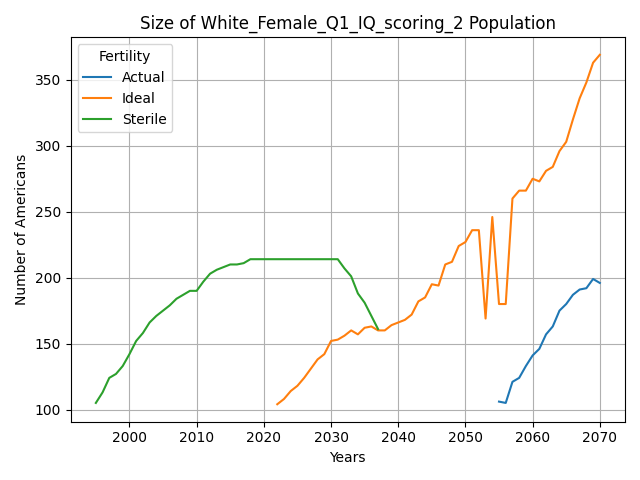 Size of White_Female_Q1_IQ_scoring_2 Population
Fertility
Actual
Ideal
Sterile
Number of Americans
350
300
250
200
150
100
2000
2010
2020
2030
2040
2050
2060
2070
Years